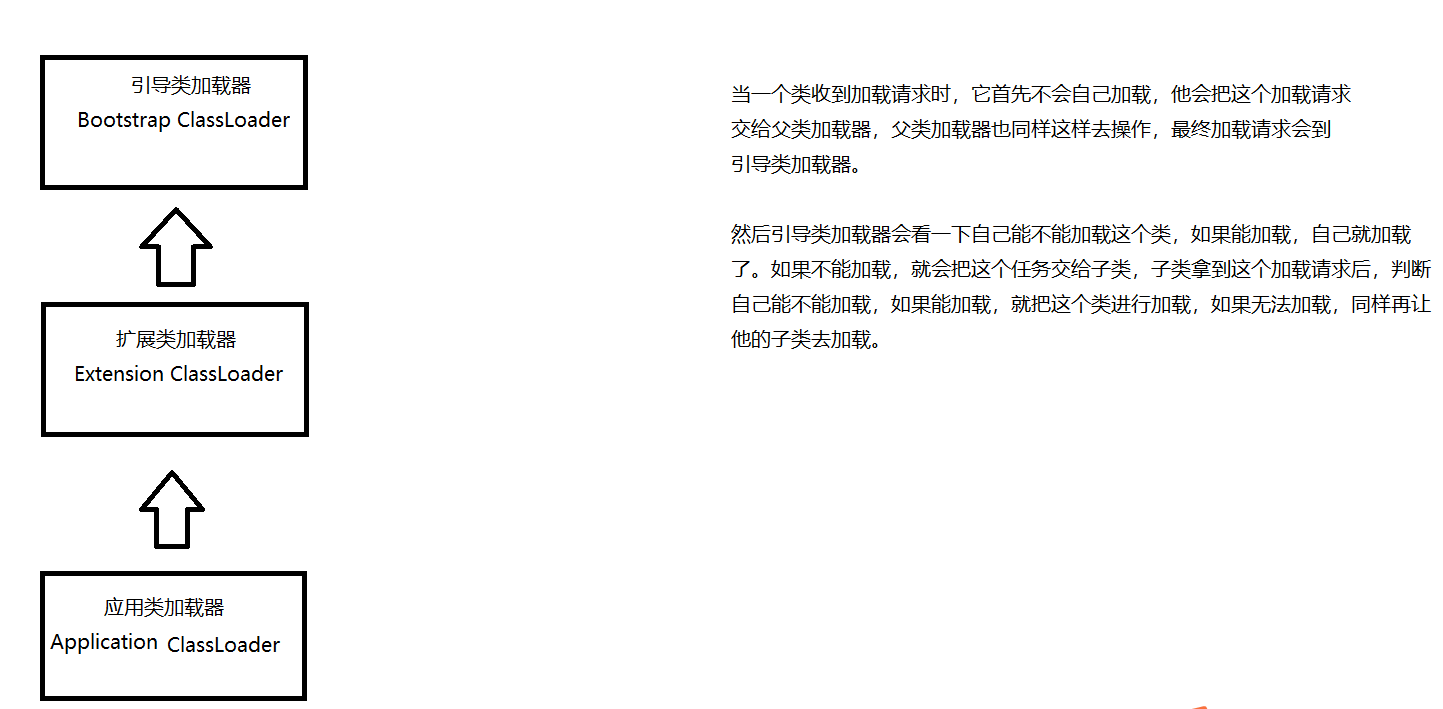 引导类加载器
Bootstrap ClassLoader
扩展类加载器
Extension ClassLoader
应用类加载器
Application ClassLoader
当一个类收到加载请求时，它首先不会自己加载，他会把这个加载请求
交给父类加载器，父类加载器也同样这样去操作，最终加载请求会到
引导类加载器。
然后引导类加载器会看一下自己能不能加载这个类，如果能加载，自己就加载
了。如果不能加载，就会把这个任务交给子类，子类拿到这个加载请求后，判断
自己能不能加载，如果能加载，就把这个类进行加载，如果无法加载，同样再让
他的子类去加载。